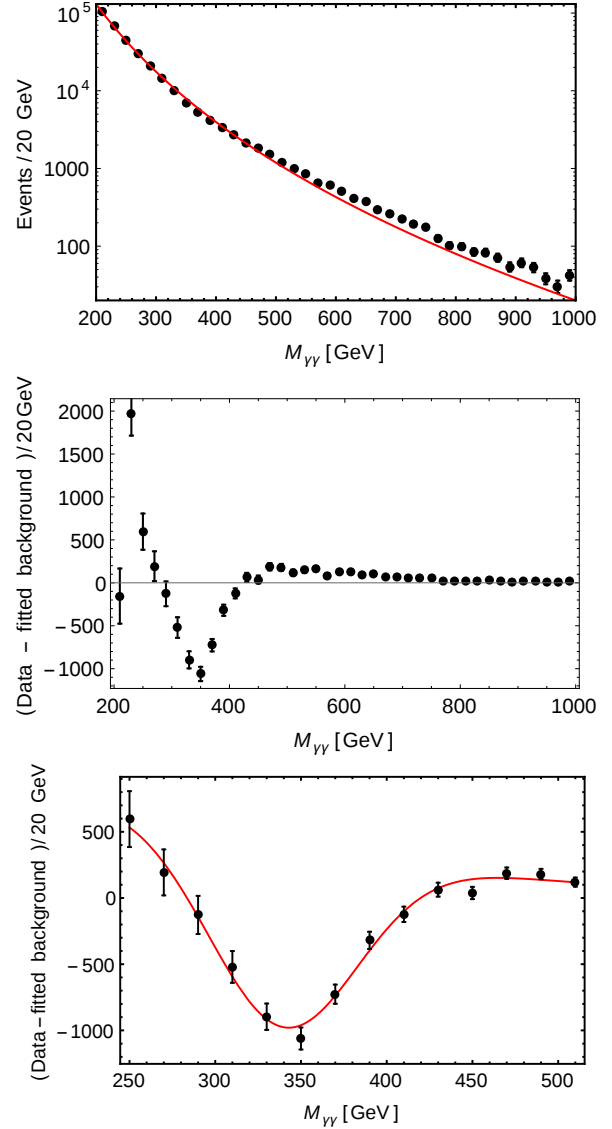 10^5
10^4
1000
100
Events/20 GeV
200 300 400 500 600 700 800 900 1000
M_γγ [GeV]
2000
1500
1000
500
0
−500
−1000
(Data − fitted background )/20GeV
200 400 600 800 1000
M_γγ [GeV]
500
0
−500
−1000
(Data−fitted background )/20 GeV
250 300 350 400 450 500
M_γγ [GeV]